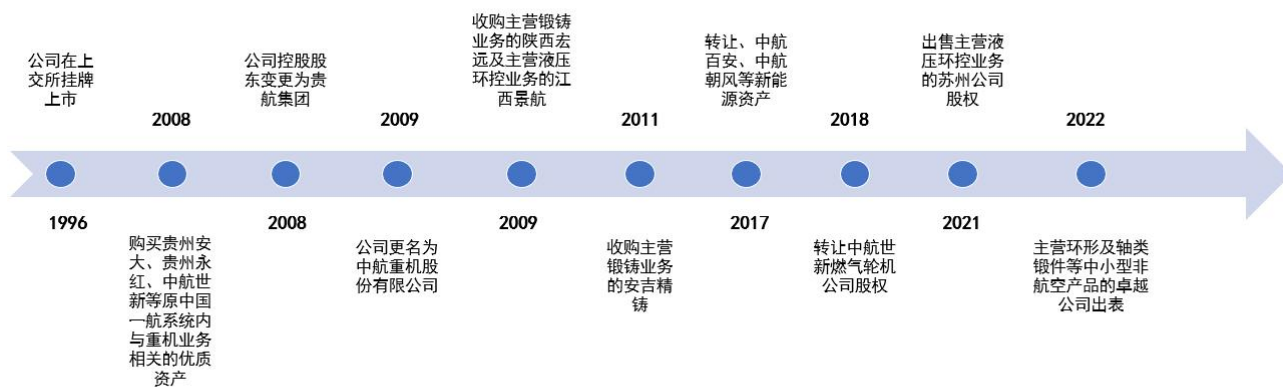 公司在上
交所挂牌
上市
1996
2008
购买贵州安
大、贵州永
红、中航世
新等原中国
一航系统内
与重机业务
相关的优质
资产
公司控股股
东变更为贵
航集团
2008
2009
公司更名为
中航重机股
份有限公司
收购主营锻铸
业务的陕西宏
远及主营液压
环控业务的江
西景航
2009
2011
收购主营
锻铸业务
的安吉精
铸
转让、中航
百安、中航
朝风等新能
源资产
2017
2018
转让中航世
新燃气轮机
公司股权
出售主营液
压环控业务
的苏州公司
股权
2021
2022
主营环形及轴类
锻件等中小型非
航空产品的卓越
公司出表